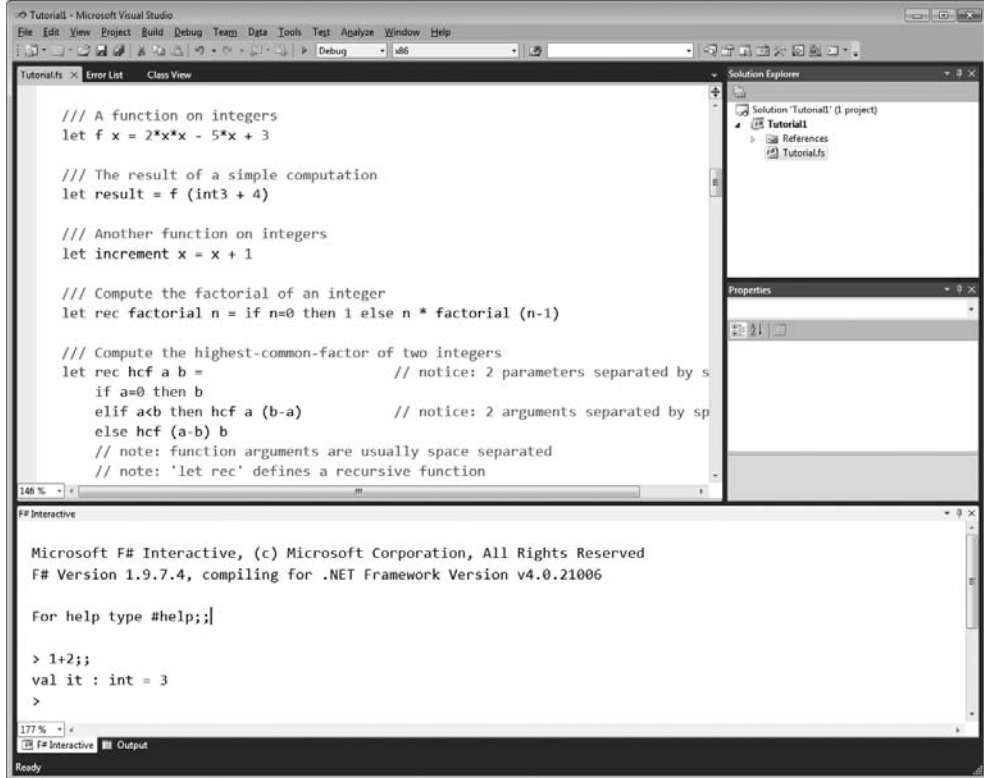 Tutorial1 - Microsoft Visual Studio
File Edit View Project Build Debug Team Data Tools Test Analyze Window Help
Debug x86
Tutorial.fs × Error List Class View
/// A function on integers
let f x = 2*x*x - 5*x + 3
/// The result of a simple computation
let result = f (int3 + 4)
/// Another function on integers
let increment x = x + 1
/// Compute the factorial of an integer
let rec factorial n = if n=0 then 1 else n * factorial (n-1)
/// Compute the highest-common-factor of two integers
let rec hcf a b = // notice: 2 parameters separated by s
if a=0 then b
elif a<b then hcf a (b-a) // notice: 2 arguments separated by sp
else hcf (a-b) b
// note: function arguments are usually space separated
// note: 'let rec' defines a recursive function
146 %
Solution Explorer
Solution 'Tutorial1' (1 project)
Tutorial1
References
Tutorial.fs
Properties
F# Interactive
Microsoft F# Interactive, (c) Microsoft Corporation, All Rights Reserved
F# Version 1.9.7.4, compiling for .NET Framework Version v4.0.21006
For help type #help;;
> 1+2;;
val it : int = 3
>
177 %
F# Interactive Output
Ready